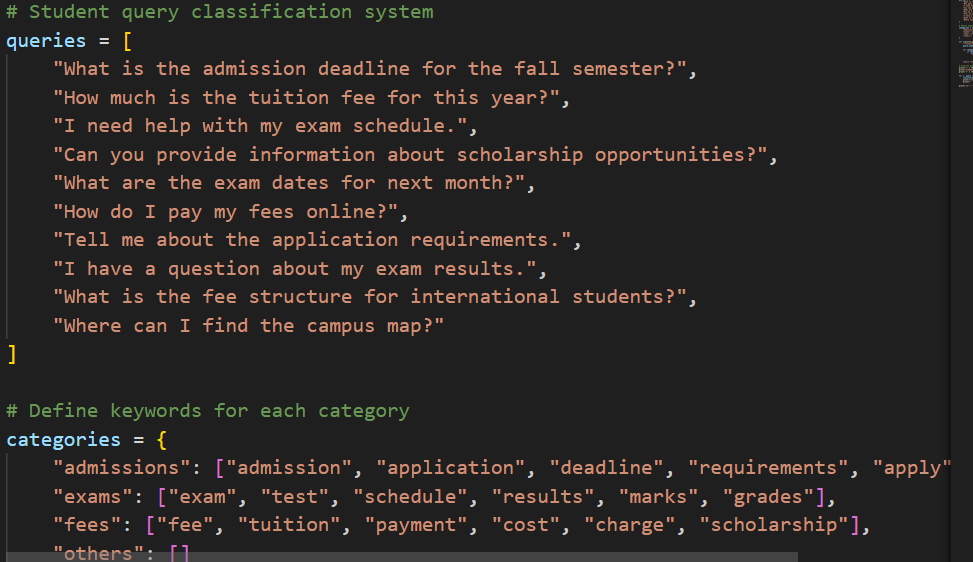 # Student query classification system
queries = [
    "What is the admission deadline for the fall semester?",
    "How much is the tuition fee for this year?",
    "I need help with my exam schedule.",
    "Can you provide information about scholarship opportunities?",
    "What are the exam dates for next month?",
    "How do I pay my fees online?",
    "Tell me about the application requirements.",
    "I have a question about my exam results.",
    "What is the fee structure for international students?",
    "Where can I find the campus map?"
]
# Define keywords for each category
categories = {
    "admissions": ["admission", "application", "deadline", "requirements", "apply"
    "exams": ["exam", "test", "schedule", "results", "marks", "grades"],
    "fees": ["fee", "tuition", "payment", "cost", "charge", "scholarship"],
    "others": []